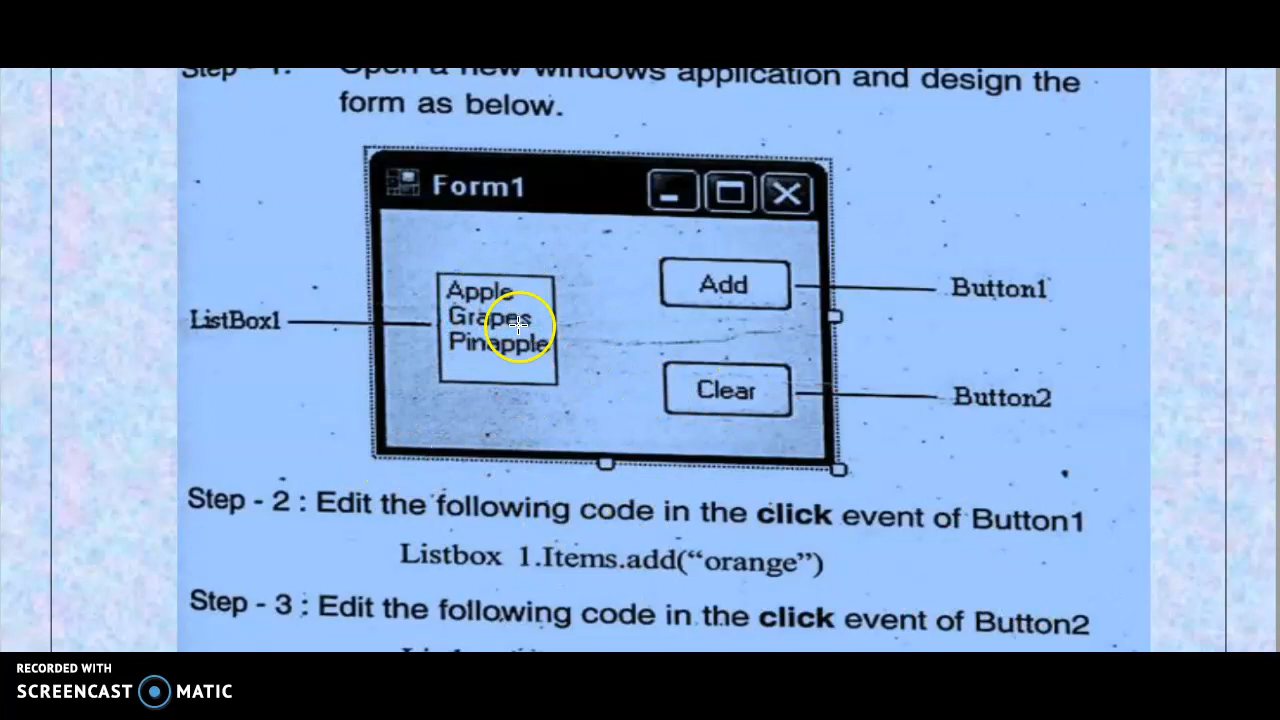 Step - 1. Open a new windows application and design the
form as below.
Form1
Apple
Grapes
Pinapple
Add
Clear
ListBox1
Button1
Button2
Step - 2 : Edit the following code in the click event of Button1
Listbox 1.Items.add(“orange”)
Step - 3 : Edit the following code in the click event of Button2
RECORDED WITH
SCREENCAST MATIC